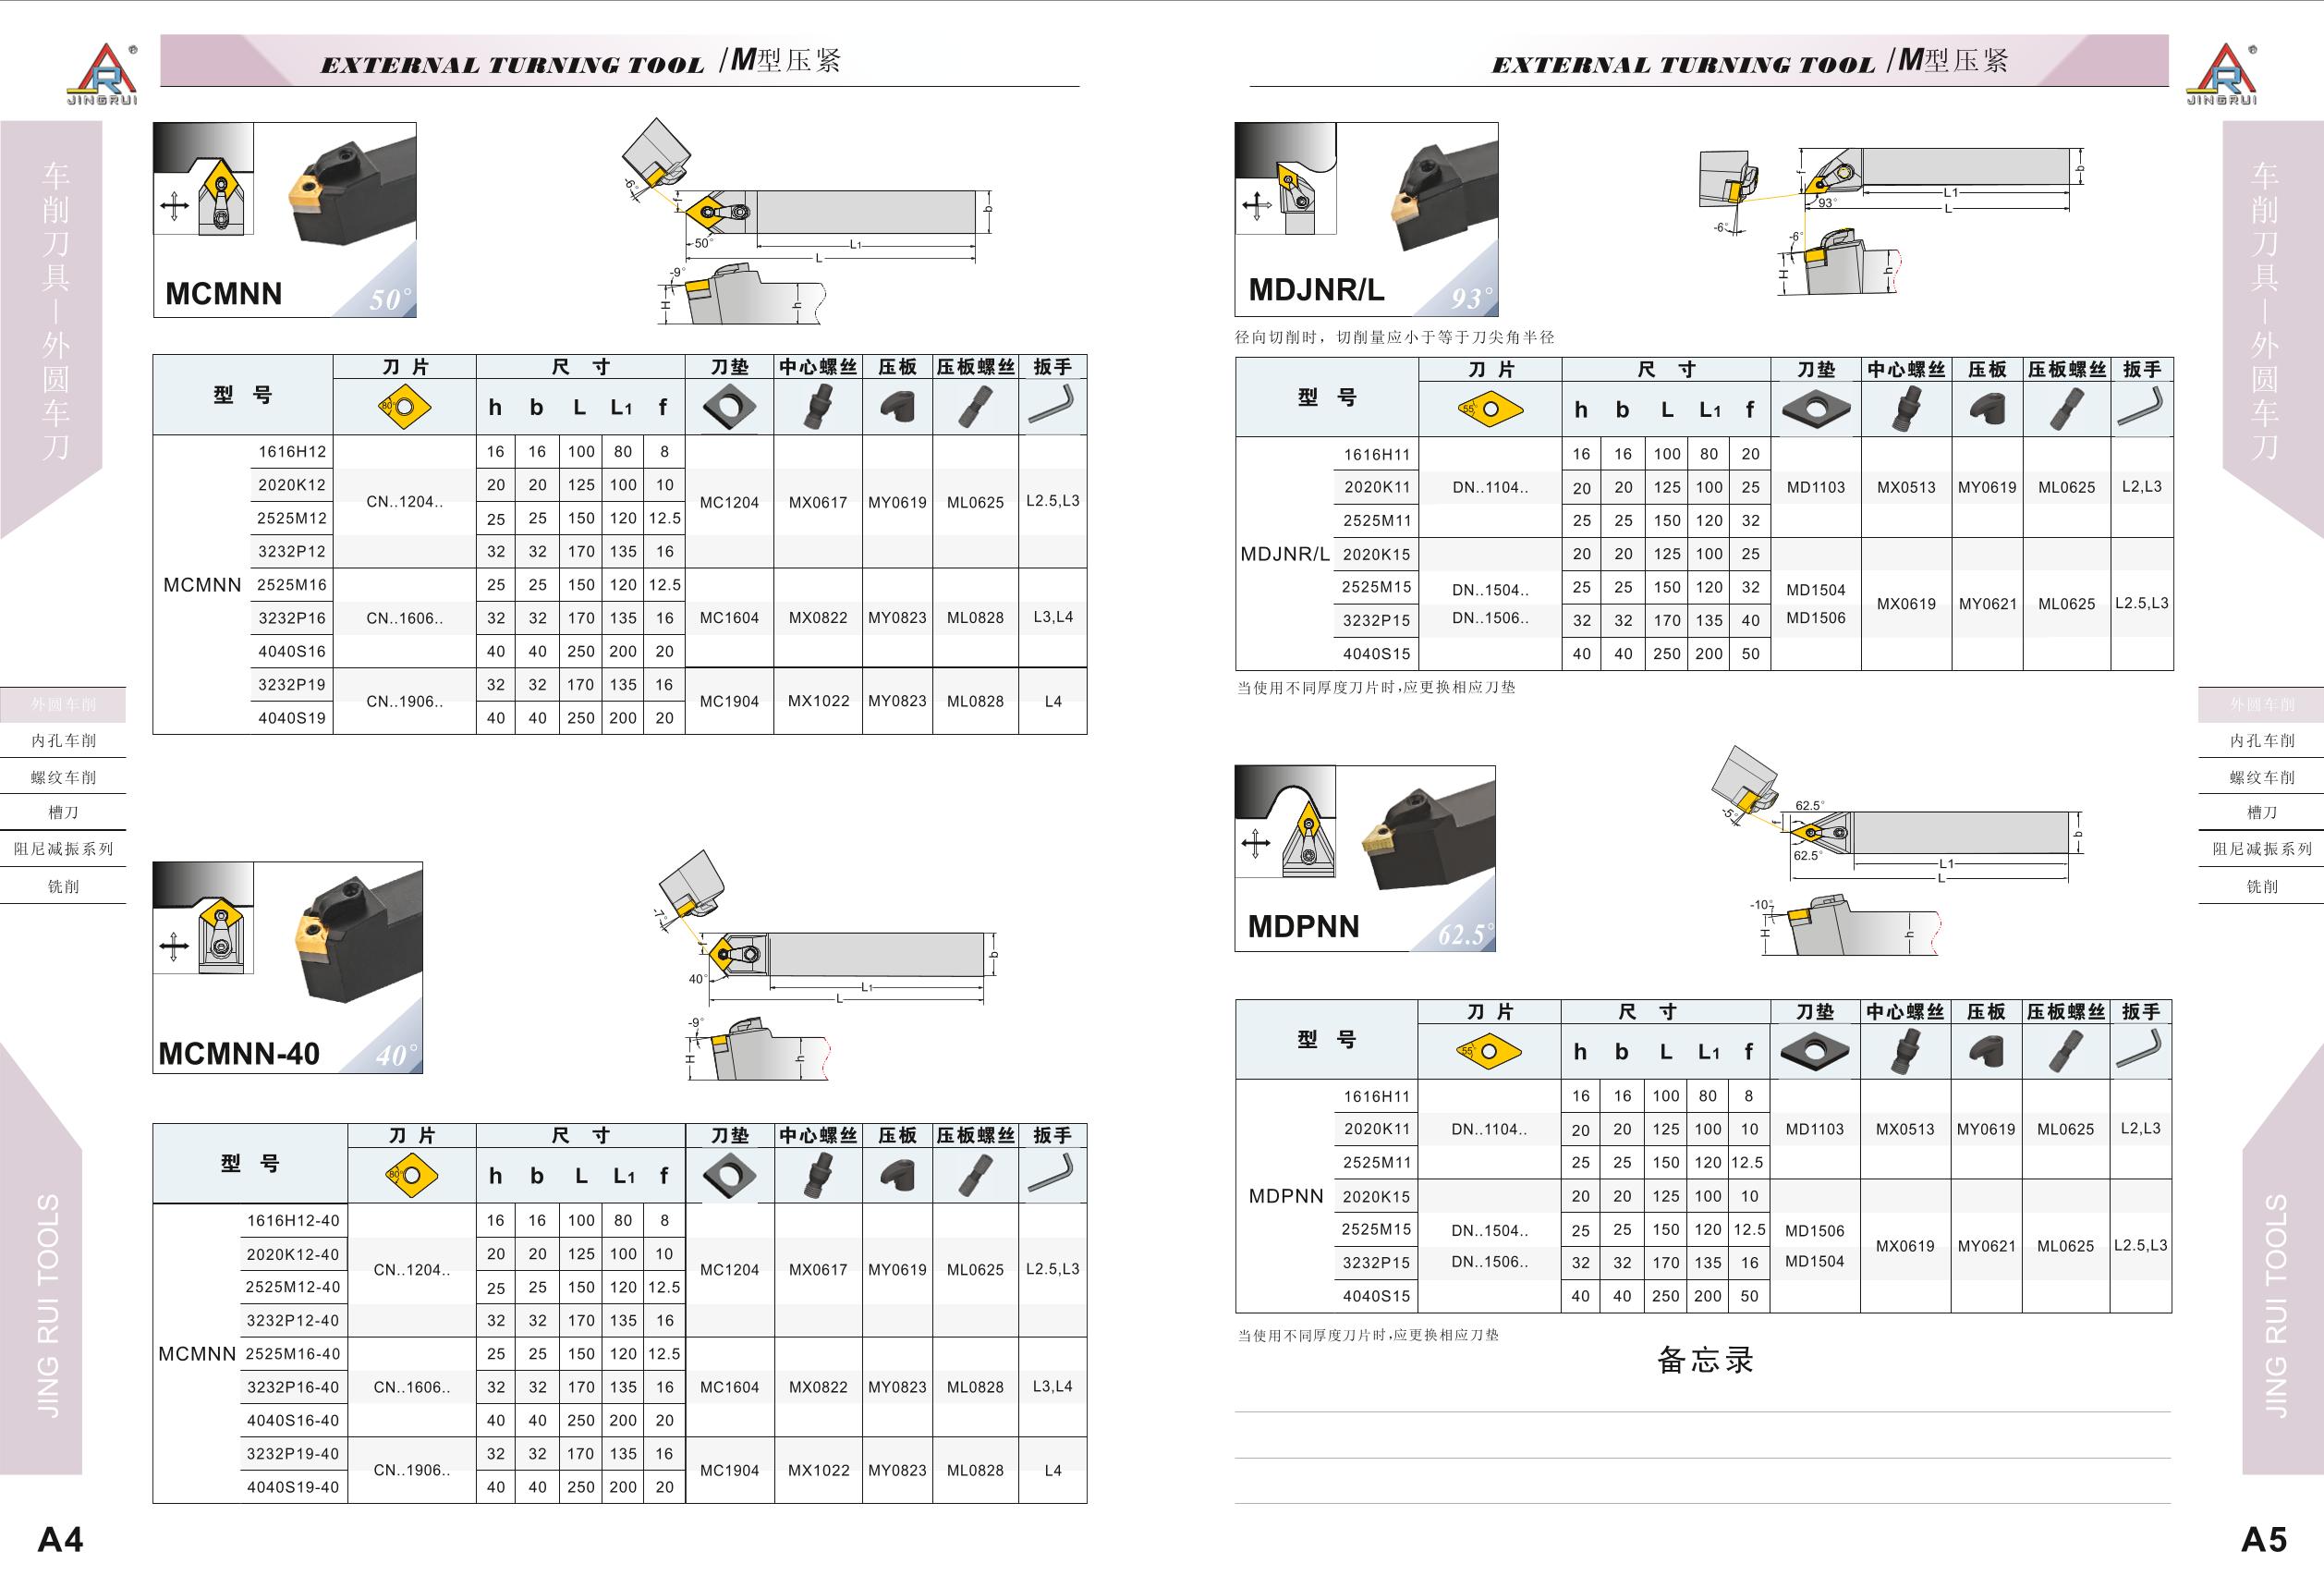 EXTERNAL TURNING TOOL /M型压紧
JINGRUI
车削刀具—外圆车刀
外圆车削
内孔车削
螺纹车削
槽刀
阻尼减振系列
铣削
JING RUI TOOLS
A4
MCMNN
50°
-6°
f
b
50°
L1
L
-9°
H
h
型 号 刀 片 尺 寸 刀垫 中心螺丝 压板 压板螺丝 扳手
80° h b L L1 f
MCMNN
1616H12 16 16 100 80 8
2020K12 20 20 125 100 10
CN..1204.. MC1204 MX0617 MY0619 ML0625 L2.5,L3
2525M12 25 25 150 120 12.5
3232P12 32 32 170 135 16
2525M16 25 25 150 120 12.5
3232P16 CN..1606.. 32 32 170 135 16 MC1604 MX0822 MY0823 ML0828 L3,L4
4040S16 40 40 250 200 20
3232P19 32 32 170 135 16
CN..1906.. MC1904 MX1022 MY0823 ML0828 L4
4040S19 40 40 250 200 20
MCMNN-40
40°
-7°
f
b
40°
L1
L
-9°
H
h
型 号 刀 片 尺 寸 刀垫 中心螺丝 压板 压板螺丝 扳手
80° h b L L1 f
MCMNN
1616H12-40 16 16 100 80 8
2020K12-40 20 20 125 100 10
CN..1204.. MC1204 MX0617 MY0619 ML0625 L2.5,L3
2525M12-40 25 25 150 120 12.5
3232P12-40 32 32 170 135 16
2525M16-40 25 25 150 120 12.5
3232P16-40 CN..1606.. 32 32 170 135 16 MC1604 MX0822 MY0823 ML0828 L3,L4
4040S16-40 40 40 250 200 20
3232P19-40 32 32 170 135 16
CN..1906.. MC1904 MX1022 MY0823 ML0828 L4
4040S19-40 40 40 250 200 20
EXTERNAL TURNING TOOL /M型压紧
JINGRUI
车削刀具—外圆车刀
外圆车削
内孔车削
螺纹车削
槽刀
阻尼减振系列
铣削
JING RUI TOOLS
A5
MDJNR/L
93°
f
b
L1
93°
L
-6°
-6°
H
h
径向切削时，切削量应小于等于刀尖角半径
型 号 刀 片 尺 寸 刀垫 中心螺丝 压板 压板螺丝 扳手
55° h b L L1 f
MDJNR/L
1616H11 16 16 100 80 20
2020K11 DN..1104.. 20 20 125 100 25 MD1103 MX0513 MY0619 ML0625 L2,L3
2525M11 25 25 150 120 32
2020K15 20 20 125 100 25
2525M15 DN..1504.. 25 25 150 120 32 MD1504
MX0619 MY0621 ML0625 L2.5,L3
3232P15 DN..1506.. 32 32 170 135 40 MD1506
4040S15 40 40 250 200 50
当使用不同厚度刀片时,应更换相应刀垫
MDPNN
62.5°
-5°
62.5°
f
b
62.5°
L1
L
-10°
H
h
型 号 刀 片 尺 寸 刀垫 中心螺丝 压板 压板螺丝 扳手
55° h b L L1 f
MDPNN
1616H11 16 16 100 80 8
2020K11 DN..1104.. 20 20 125 100 10 MD1103 MX0513 MY0619 ML0625 L2,L3
2525M11 25 25 150 120 12.5
2020K15 20 20 125 100 10
2525M15 DN..1504.. 25 25 150 120 12.5 MD1506
MX0619 MY0621 ML0625 L2.5,L3
3232P15 DN..1506.. 32 32 170 135 16 MD1504
4040S15 40 40 250 200 50
当使用不同厚度刀片时,应更换相应刀垫
备忘录